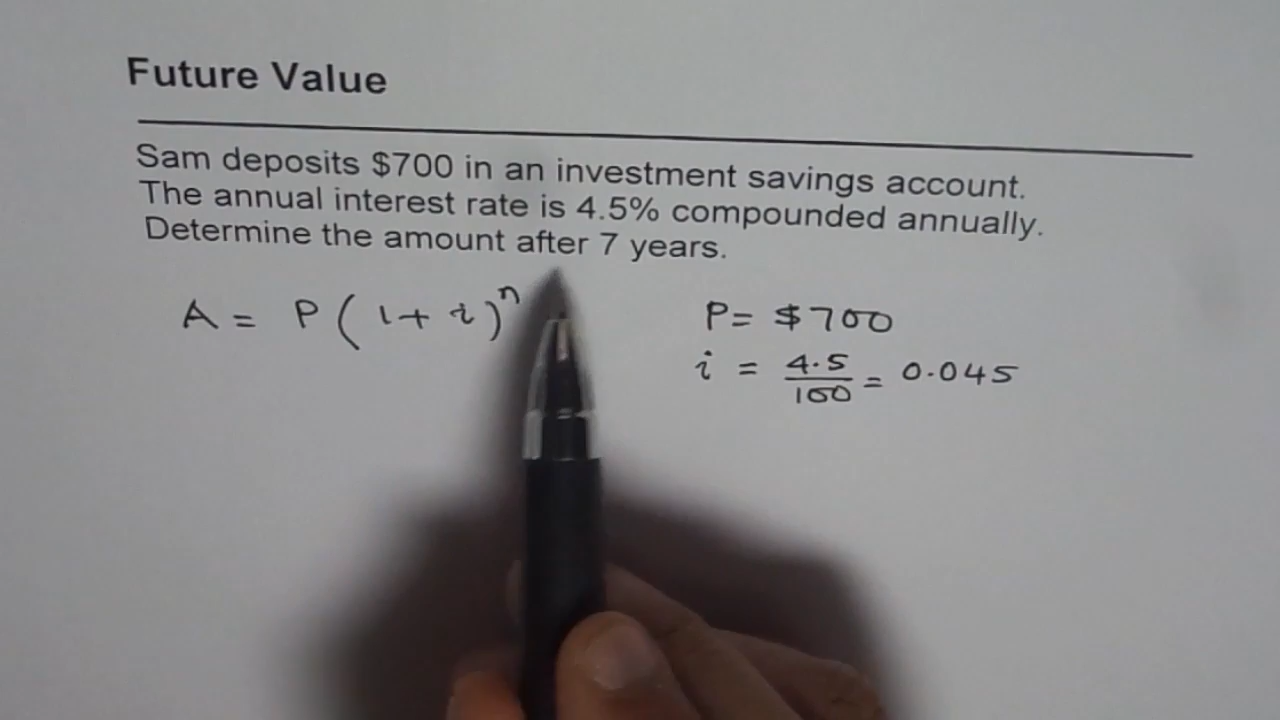 Future Value
Sam deposits $700 in an investment savings account.
The annual interest rate is 4.5% compounded annually.
Determine the amount after 7 years.
A = P(1+i)^n
P = $700
i = 4.5/100 = 0.045